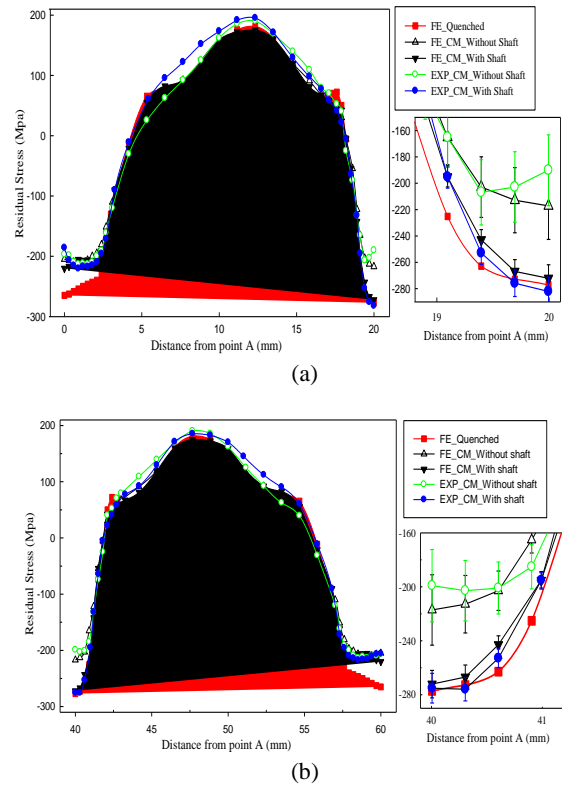 200
100
0
-100
-200
-300
Residual Stress (Mpa)
0 5 10 15 20
Distance from point A (mm)
FE_Quenched
FE_CM_Without Shaft
FE_CM_With Shaft
EXP_CM_Without Shaft
EXP_CM_With Shaft
-160
-180
-200
-220
-240
-260
-280
19 20
Distance from point A (mm)
(a)
200
100
0
-100
-200
-300
Residual Stress (Mpa)
40 45 50 55 60
Distance from point A (mm)
FE_Quenched
FE_CM_Without shaft
FE_CM_With shaft
EXP_CM_Without shaft
EXP_CM_With shaft
-160
-180
-200
-220
-240
-260
-280
40 41
Distance from point A (mm)
(b)